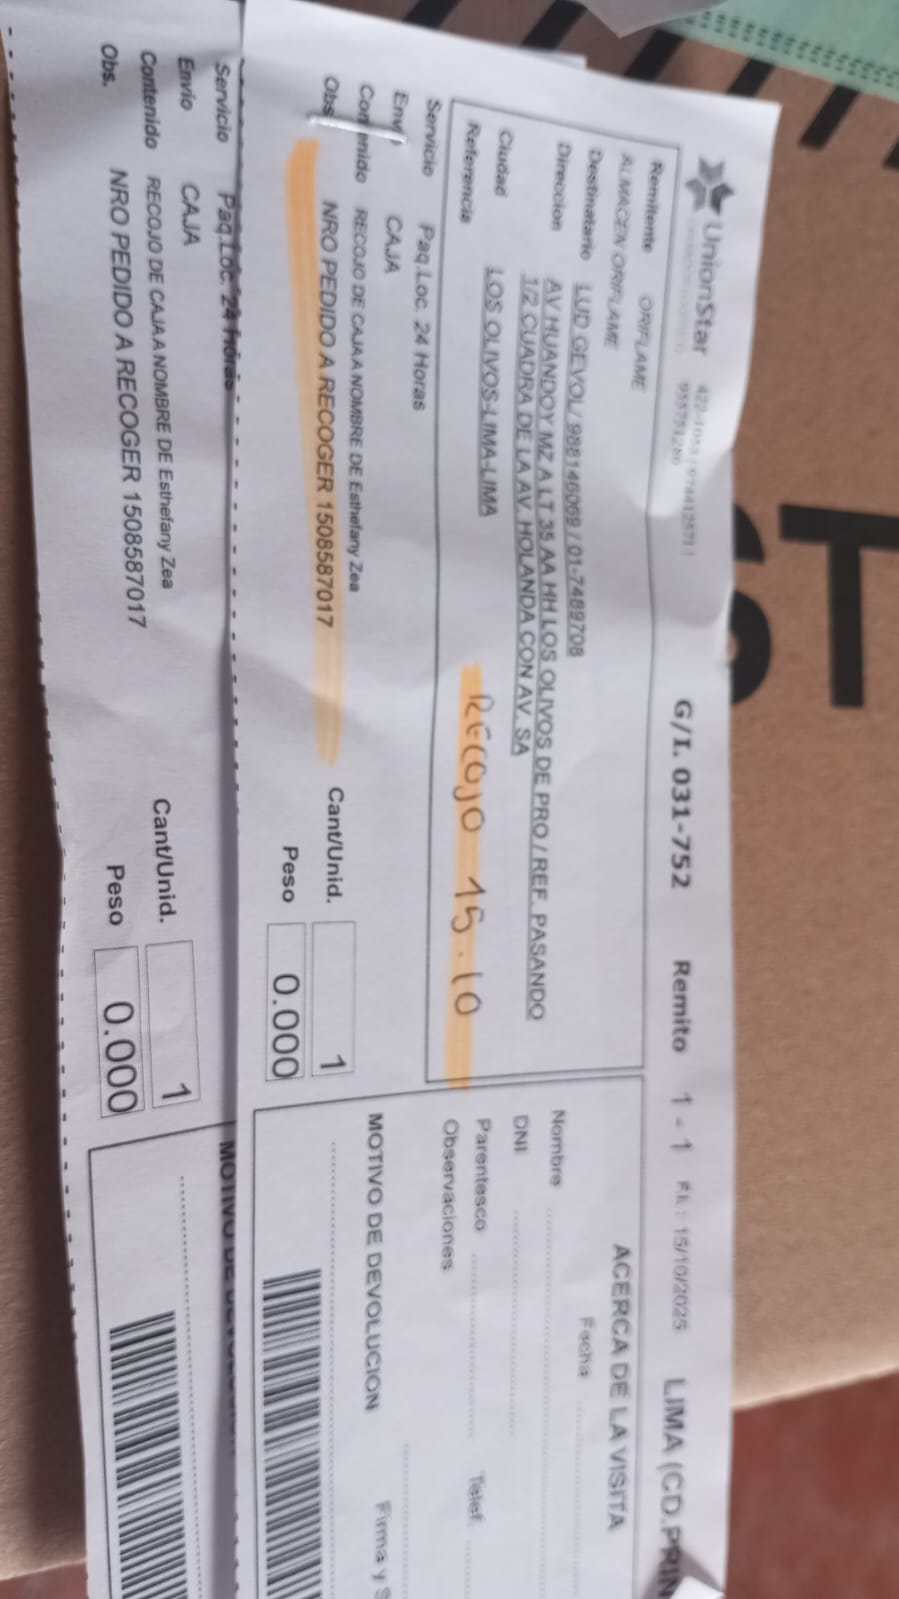 UnionStar
G/I. 031-752 Remito 1 - 1 F.I.: 15/10/2025 LIMA (CD.PRIN
Remitente ORIFLAME
ALMACEN ORIFLAME
Destinatario LUD GEVOL / 988146069 / 01-7489708
Direccion AV HUANDOY MZ A LT 35 AA HH LOS OLIVOS DE PRO / REF. PASANDO
1/2 CUADRA DE LA AV. HOLANDA CON AV. SA
Ciudad LOS OLIVOS-LIMA-LIMA
Referencia
RECOJO 15.10
Servicio Paq.Loc. 24 Horas
Envi CAJA
Contenido RECOJO DE CAJA A NOMBRE DE Esthefany Zea
Obs NRO PEDIDO A RECOGER 1508587017
Cant/Unid. 1
Peso 0.000
ACERCA DE LA VISITA
Fecha
Nombre
DNI
Parentesco Telef.
Observaciones
MOTIVO DE DEVOLUCION Firma y S
Servicio Paq.Loc. 24 Horas
Envio CAJA
Contenido RECOJO DE CAJA A NOMBRE DE Esthefany Zea
Obs. NRO PEDIDO A RECOGER 1508587017
Cant/Unid. 1
Peso 0.000